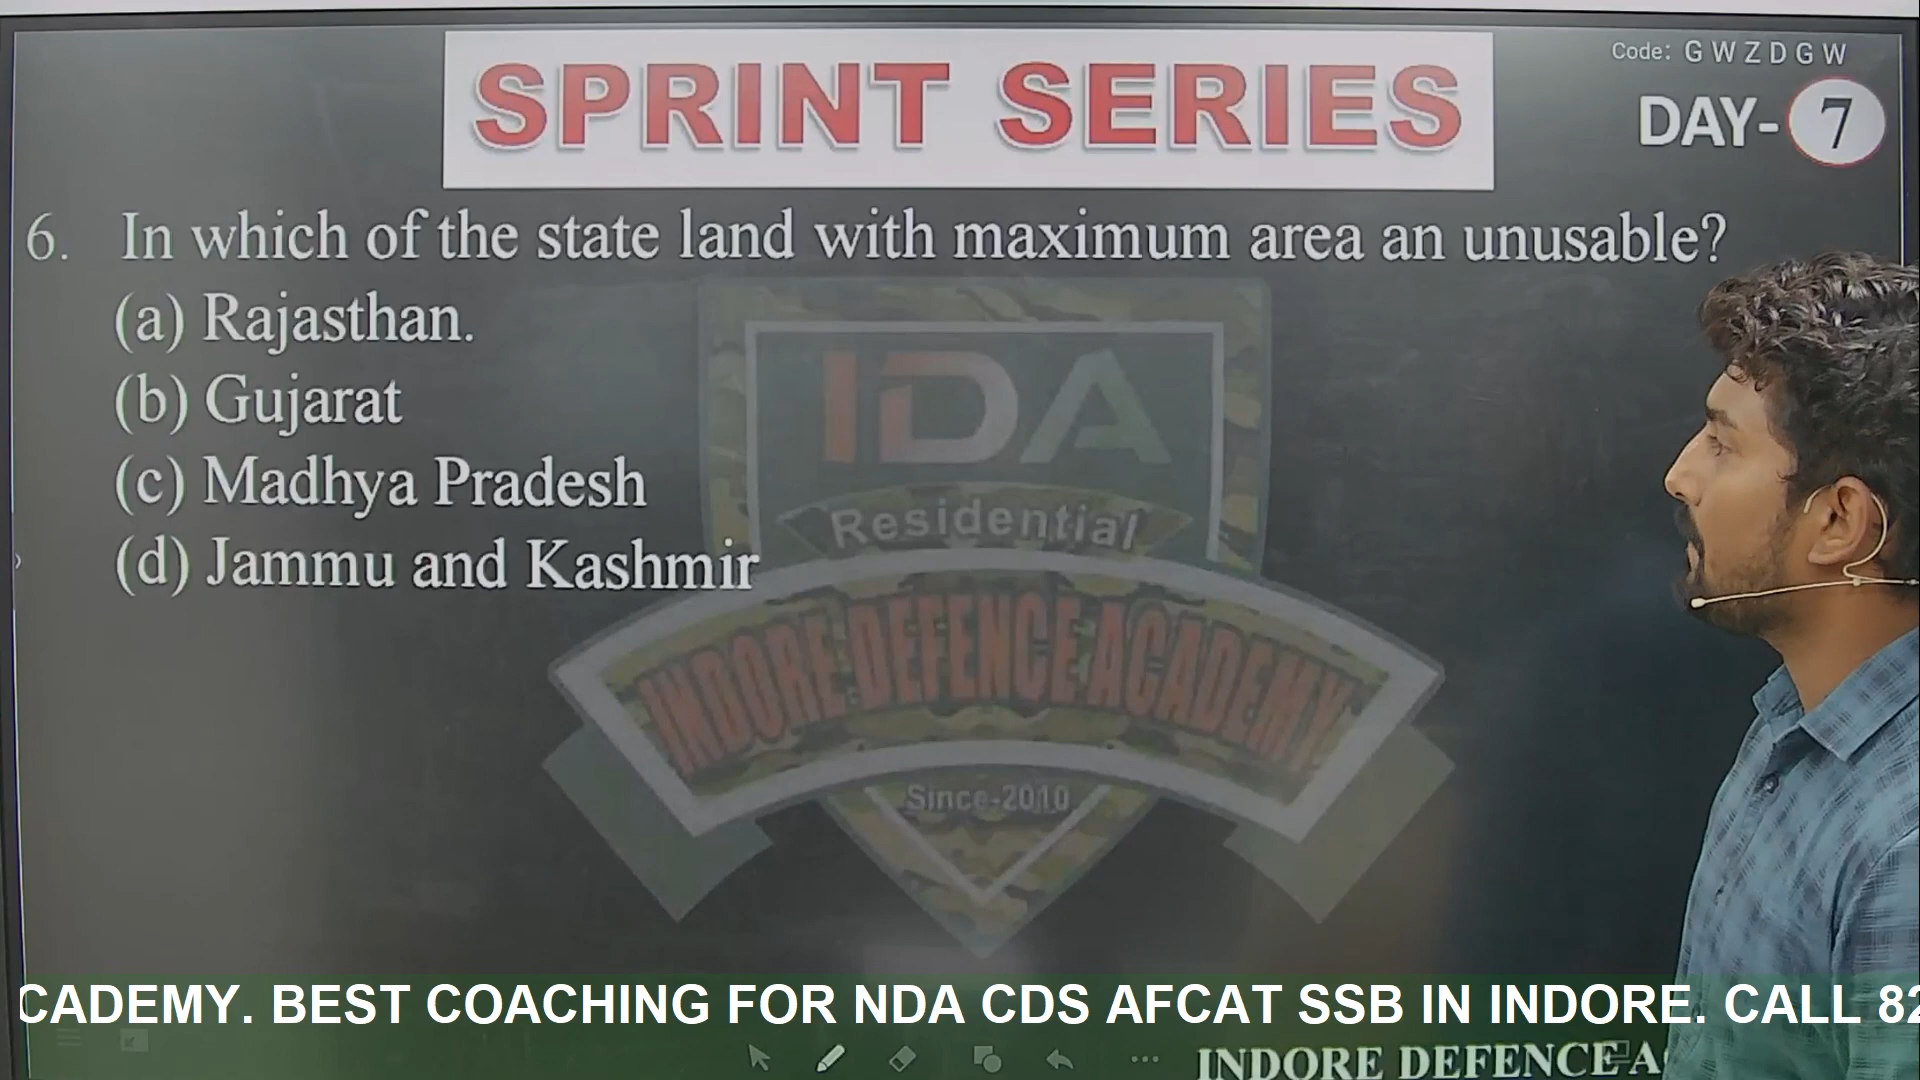 SPRINT SERIES
Code: G W Z D G W
DAY- 7
6. In which of the state land with maximum area an unusable?
(a) Rajasthan.
(b) Gujarat
(c) Madhya Pradesh
(d) Jammu and Kashmir
IDA
Residential
INDORE DEFENCE ACADEMY
Since-2010
CADEMY. BEST COACHING FOR NDA CDS AFCAT SSB IN INDORE. CALL 82
INDORE DEFENCE A